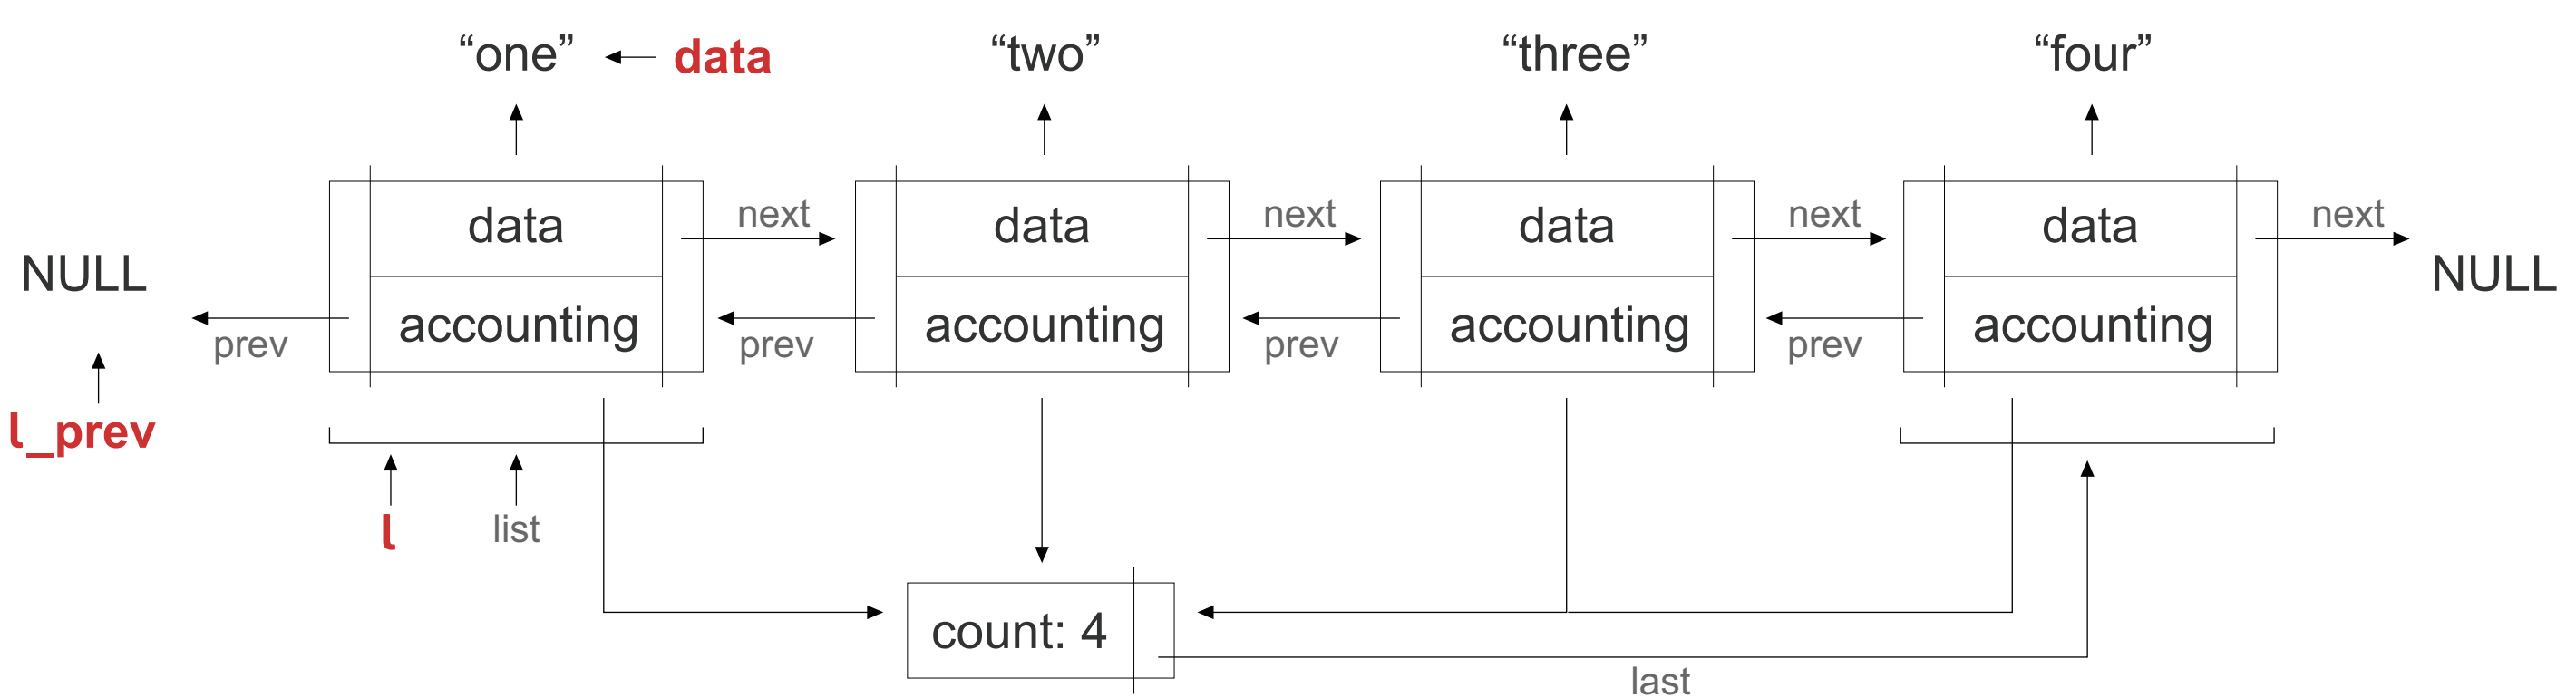 “one” data “two” “three” “four”
data next data next data next data next
NULL NULL
prev accounting prev accounting prev accounting prev accounting
l_prev
l list
count: 4
last